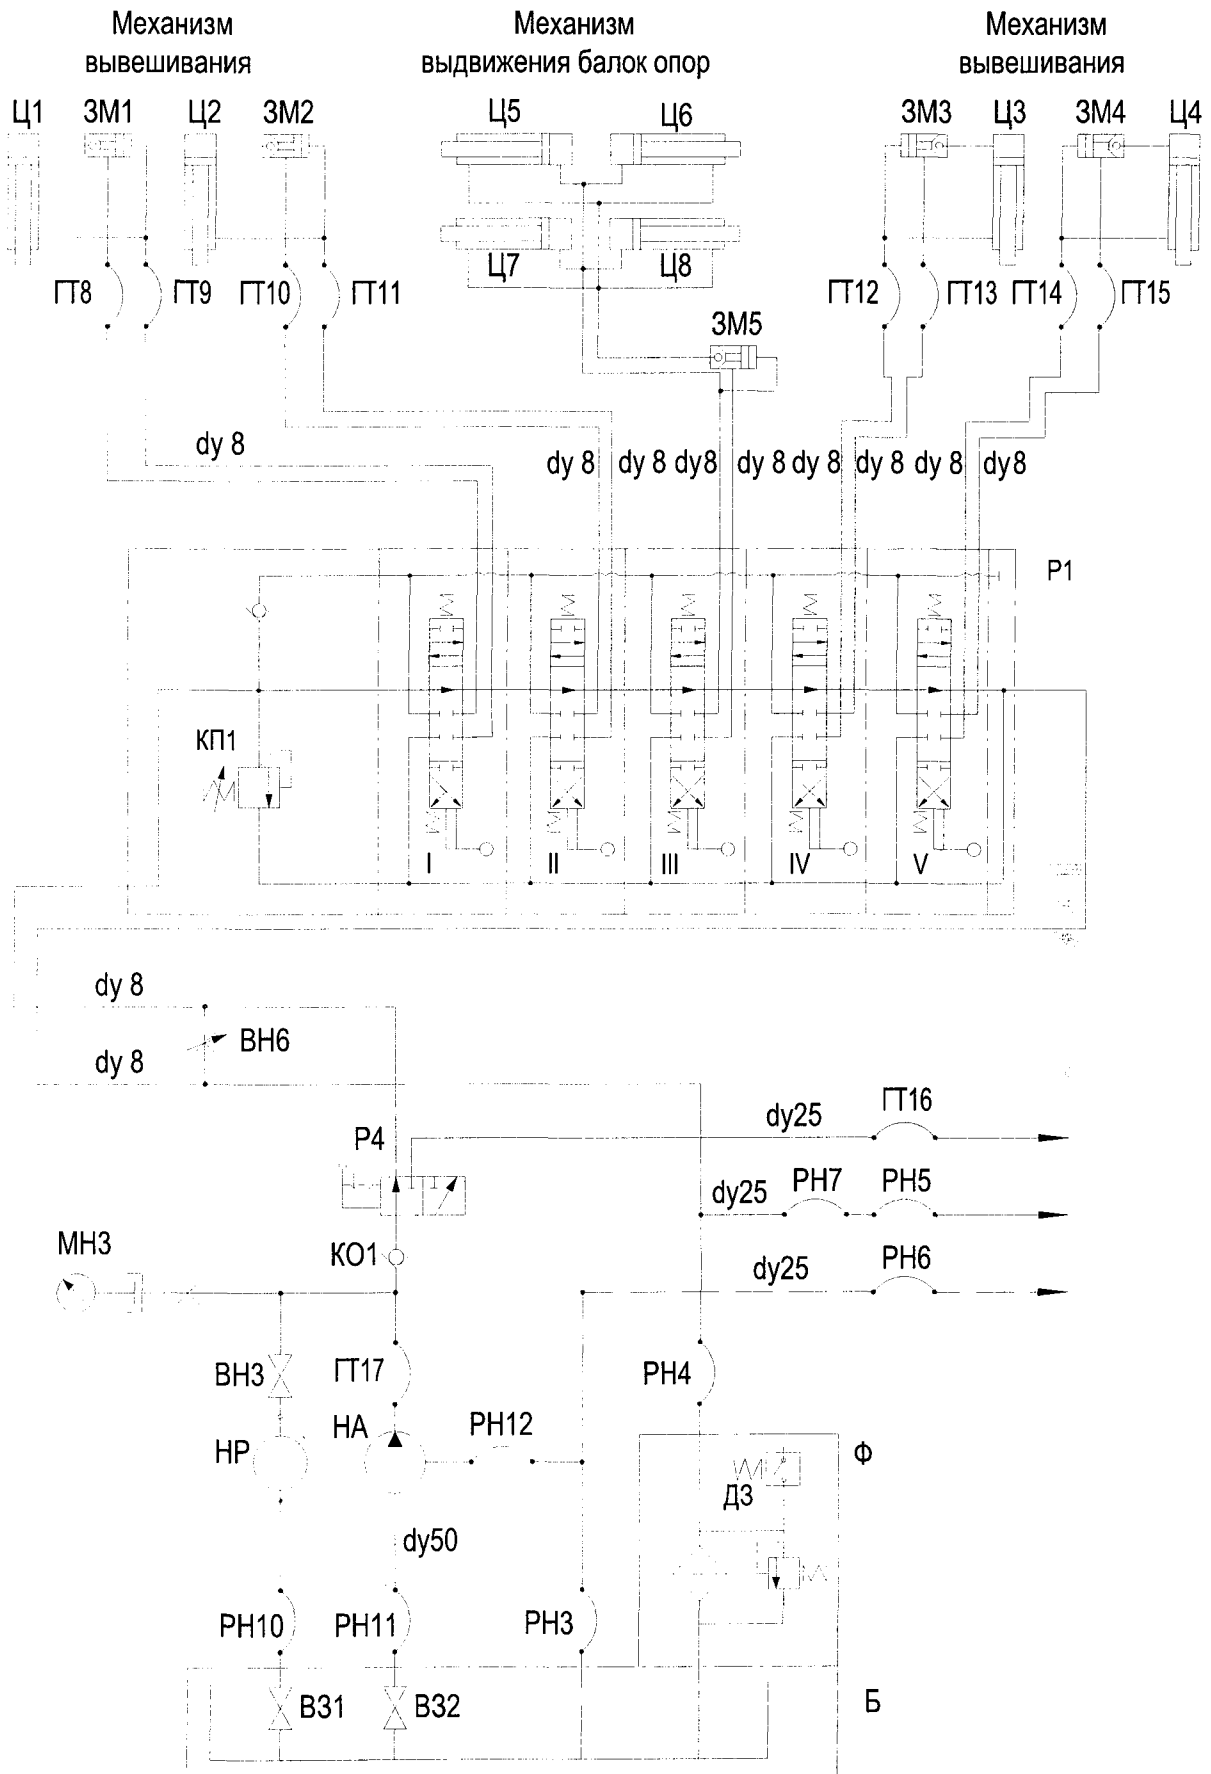 Механизм
вывешивания
Механизм
выдвижения балок опор
Механизм
вывешивания
Ц1 ЗМ1 Ц2 ЗМ2 Ц5 Ц6 ЗМ3 Ц3 ЗМ4 Ц4
Ц7 Ц8
ГТ8 ГТ9 ГТ10 ГТ11 ГТ12 ГТ13 ГТ14 ГТ15
ЗМ5
dy 8
dy 8 dy 8 dy8 dy 8 dy 8 dy 8 dy 8 dy8
Р1
КП1
I II III IV V
dy 8
ВН6
dy 8
ГТ16
dy25
Р4
РН7 РН5
dy25
МН3
КО1
РН6
dy25
ВН3 ГТ17 РН4
НР НА РН12
Ф
ДЗ
dy50
РН10 РН11 РН3
ВЗ1 ВЗ2 Б